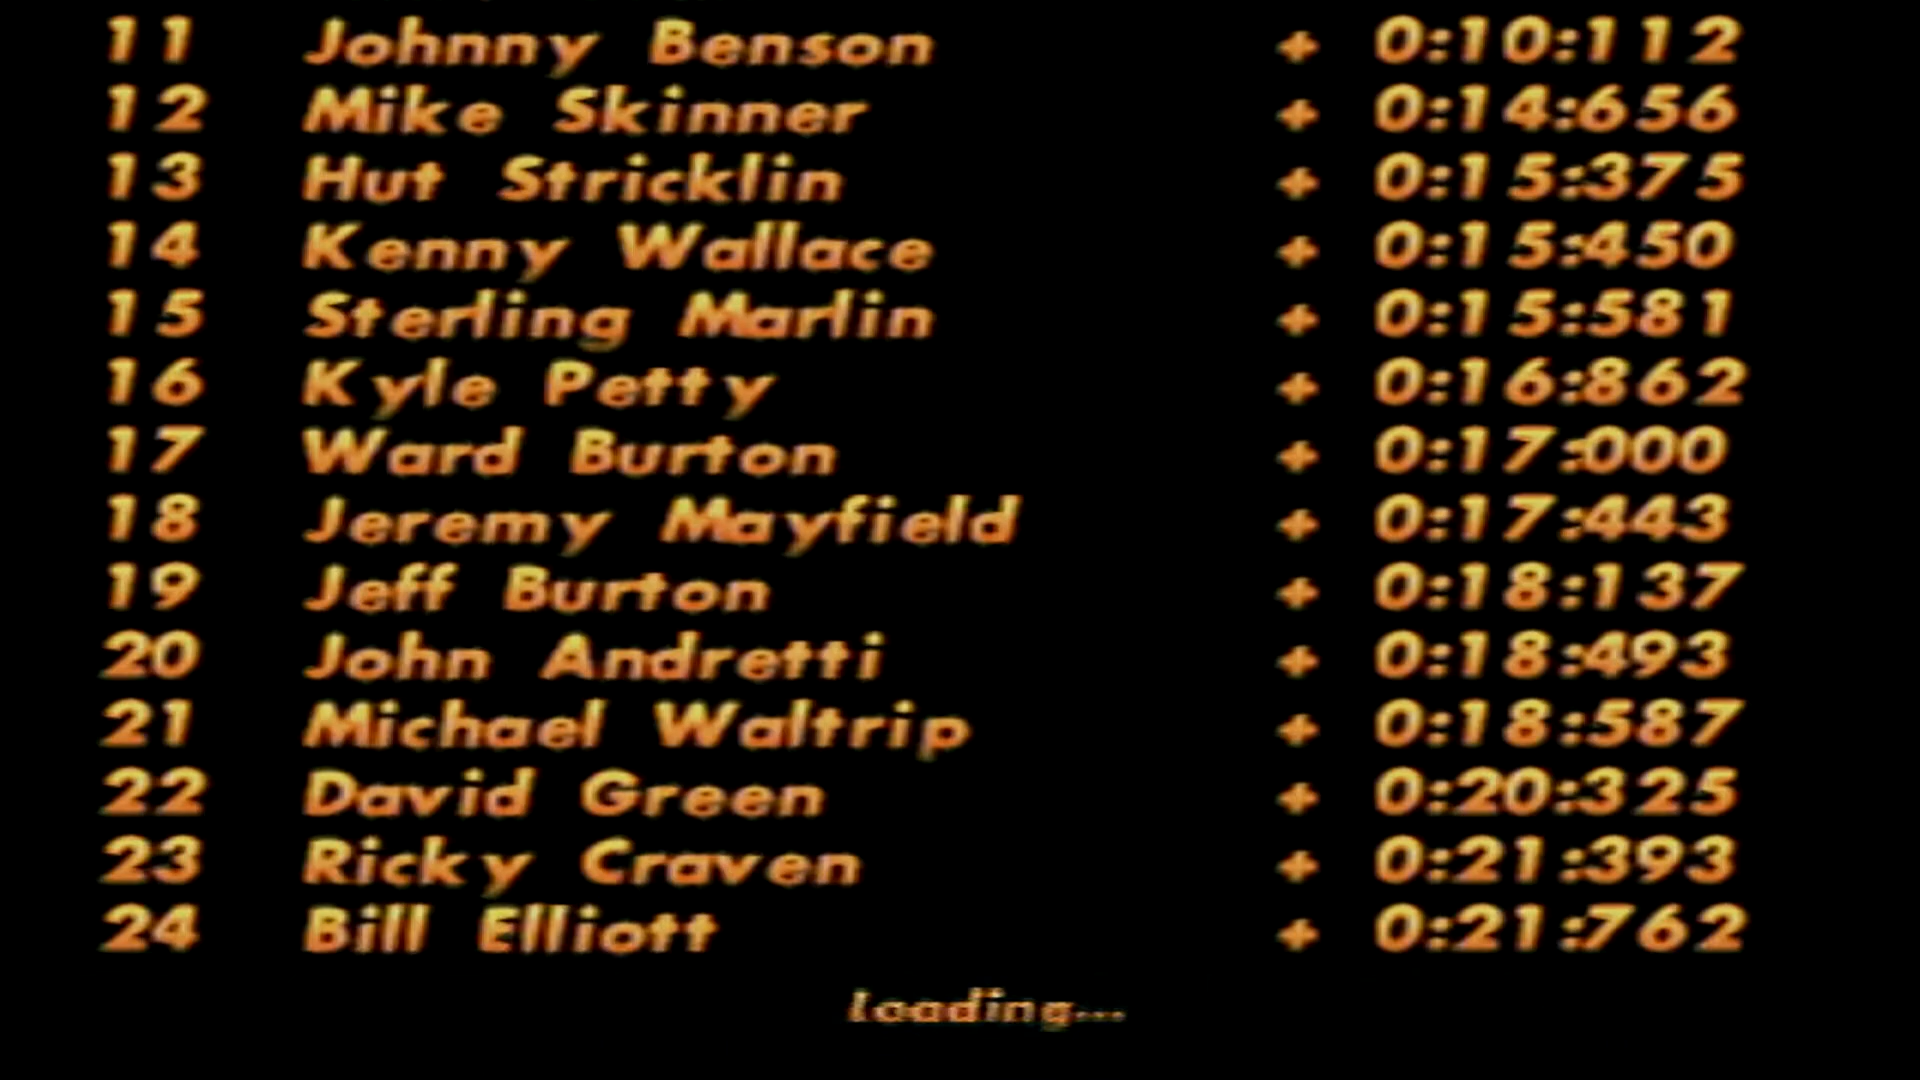 11 Johnny Benson + 0:10:112
12 Mike Skinner + 0:14:656
13 Hut Stricklin + 0:15:375
14 Kenny Wallace + 0:15:450
15 Sterling Marlin + 0:15:581
16 Kyle Petty + 0:16:862
17 Ward Burton + 0:17:000
18 Jeremy Mayfield + 0:17:443
19 Jeff Burton + 0:18:137
20 John Andretti + 0:18:493
21 Michael Waltrip + 0:18:587
22 David Green + 0:20:325
23 Ricky Craven + 0:21:393
24 Bill Elliott + 0:21:762
Loading...